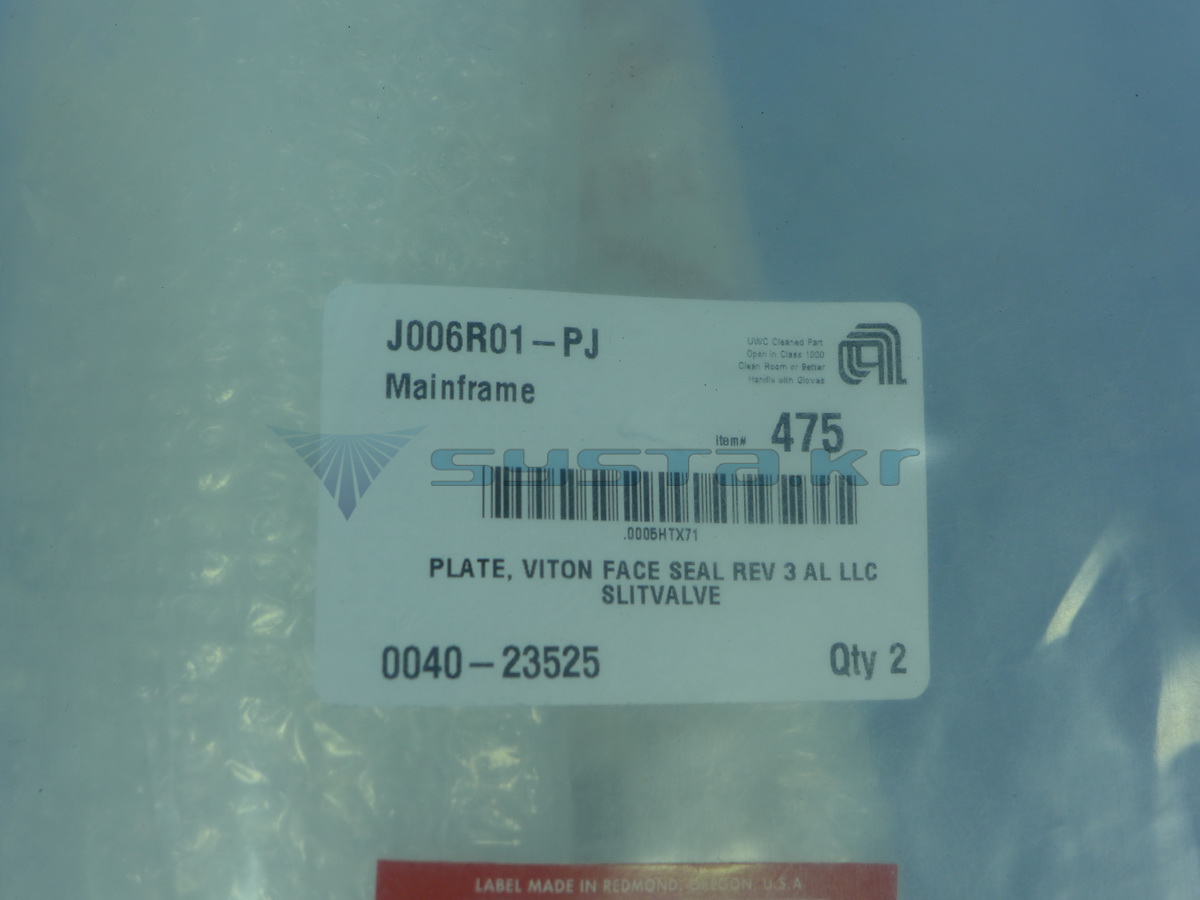 J006R01-PJ
Mainframe
UWC Cleaned Part
Open in Class 1000
Clean Room or Better
Handle with Gloves
item# 475
systa.kr
.0005HTX71
PLATE, VITON FACE SEAL REV 3 AL LLC
SLITVALVE
0040-23525
Qty 2
LABEL MADE IN REDMOND, OREGON, U.S.A